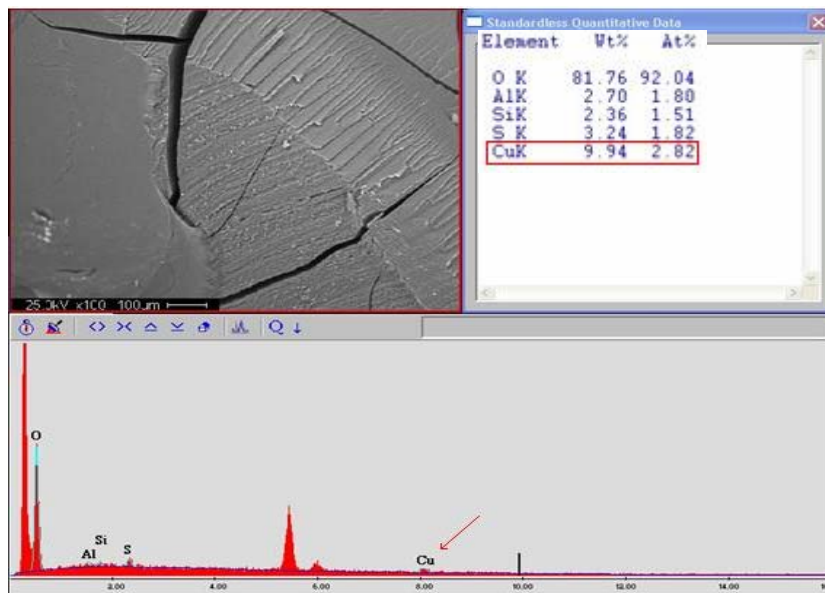 Standardless Quantitative Data
Element Wt% At%
O K 81.76 92.04
AlK 2.70 1.80
SiK 2.36 1.51
S K 3.24 1.82
CuK 9.94 2.82
25.0kV x100 100µm
Q
O
Si
Al
S
Cu
2.00 4.00 6.00 8.00 10.00 12.00 14.00